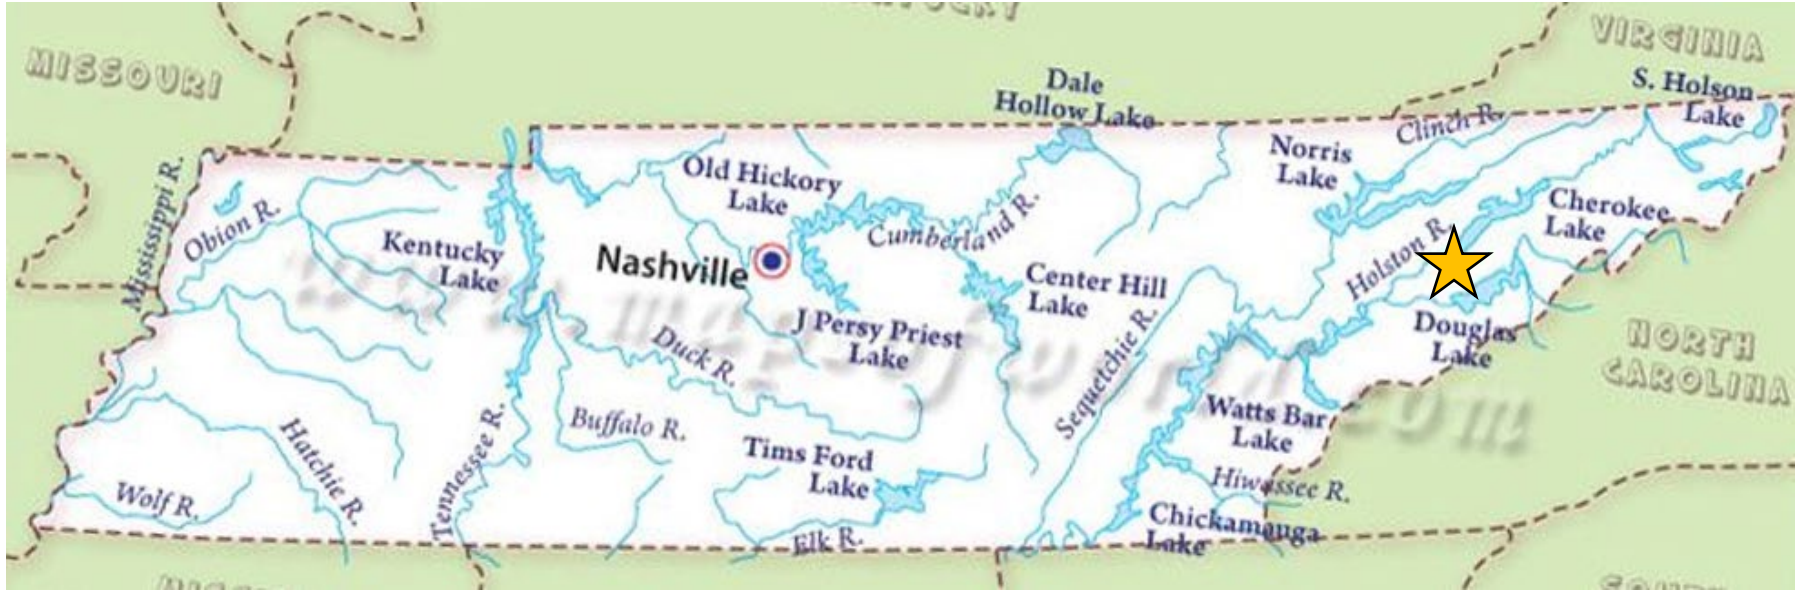 MISSOURI
VIRGINIA
S. Holson
Lake
Dale
Hollow Lake
Clinch R.
Norris
Lake
Mississippi R.
Obion R.
Old Hickory
Lake
Cumberland R.
Cherokee
Lake
Kentucky
Lake
Nashville
Holston R.
Center Hill
Lake
J Persy Priest
Lake
Duck R.
Sequetchie R.
Douglas
Lake
NORTH
CAROLINA
Buffalo R.
Watts Bar
Lake
Hatchie R.
Tennessee R.
Tims Ford
Lake
Hiwassee R.
Wolf R.
Elk R.
Chickamauga
Lake